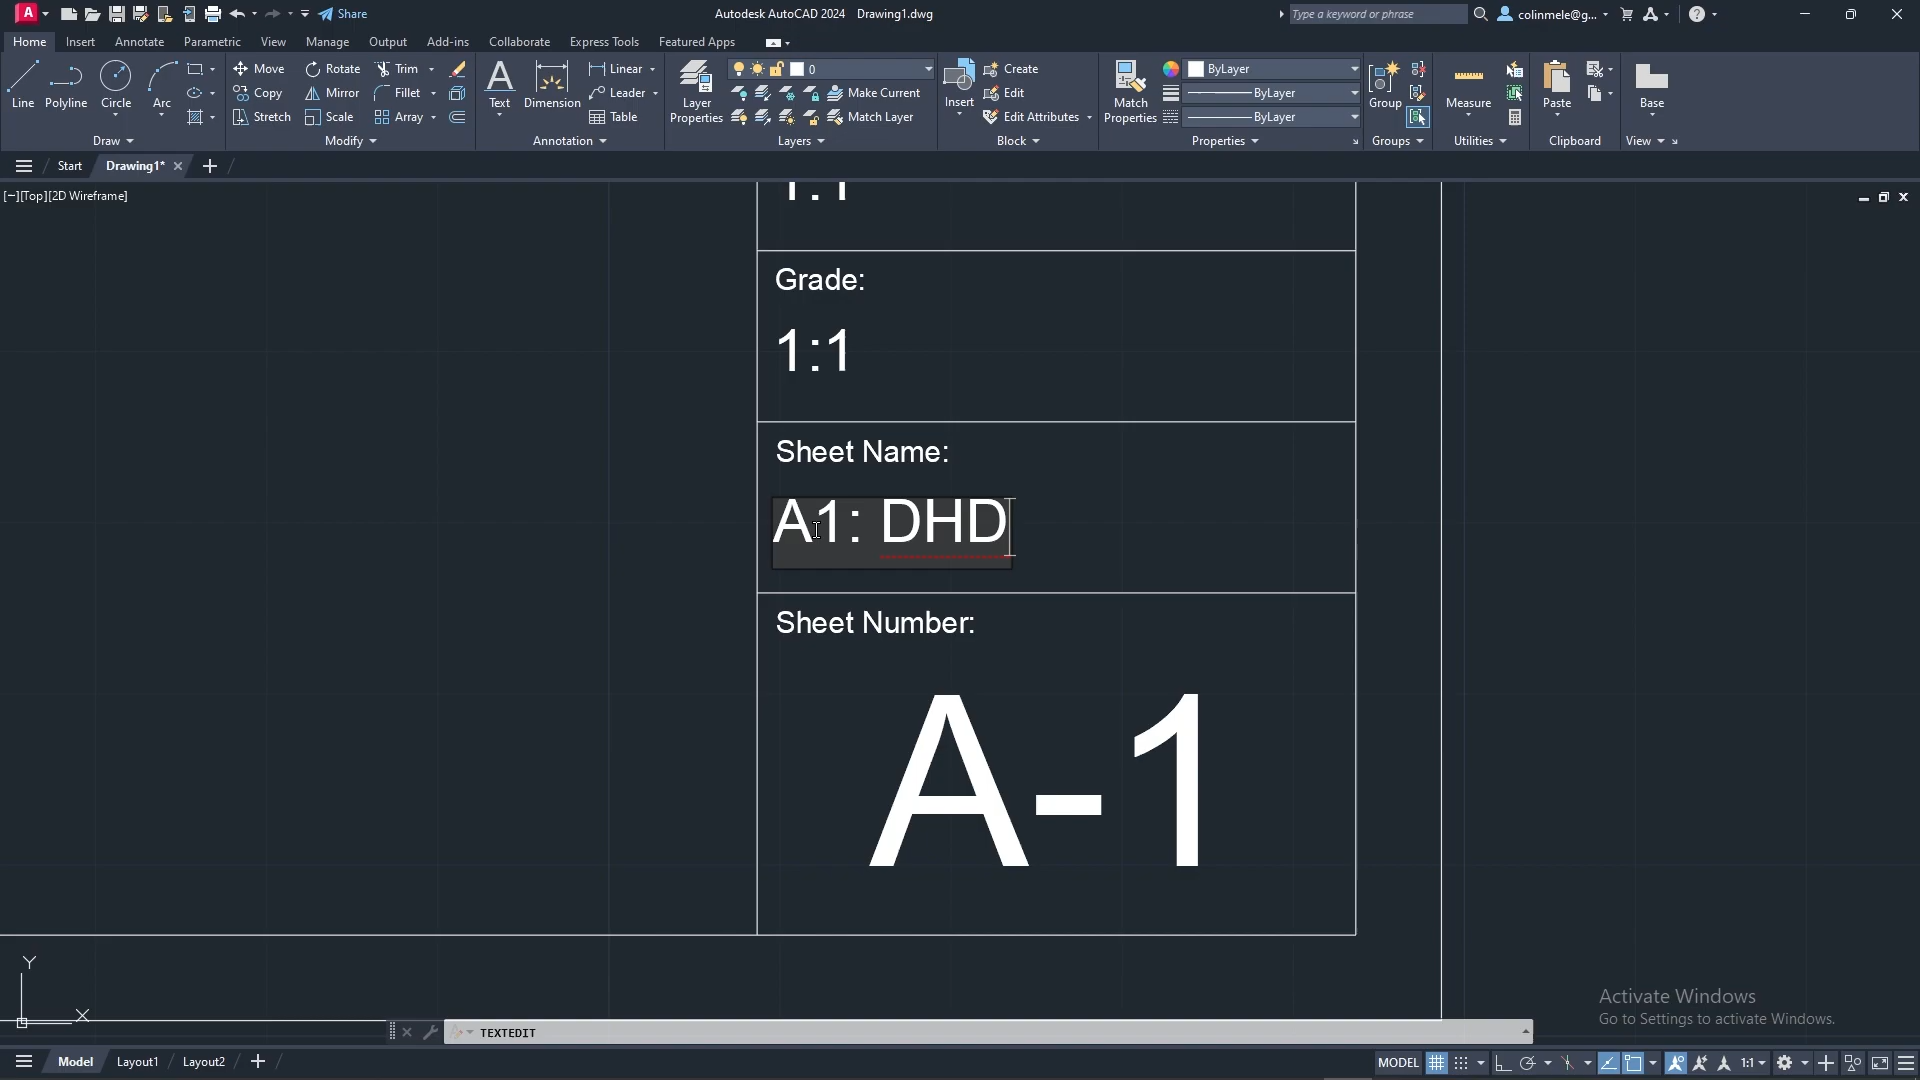 Share
Autodesk AutoCAD 2024 Drawing1.dwg
Type a keyword or phrase
colinmele@g...
Home Insert Annotate Parametric View Manage Output Add-ins Collaborate Express Tools Featured Apps
Line Polyline Circle Arc
Move Rotate Trim
Copy Mirror Fillet
Stretch Scale Array
Text Dimension
Linear
Leader
Table
Layer Properties
0
Make Current
Match Layer
Insert
Create
Edit
Edit Attributes
Match Properties
ByLayer
ByLayer
ByLayer
Group
Measure
Paste
Base
Draw Modify Annotation Layers Block Properties Groups Utilities Clipboard View
Start Drawing1*
[−][Top][2D Wireframe]
1:1
Grade:
1:1
Sheet Name:
A1: DHD
Sheet Number:
A-1
Y
X
Activate Windows
Go to Settings to activate Windows.
TEXTEDIT
Model Layout1 Layout2
MODEL 1:1